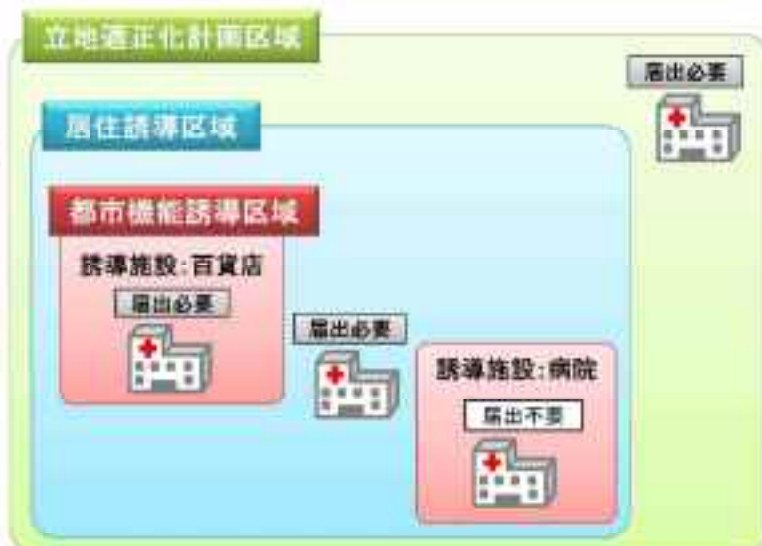 立地適正化計画区域
届出必要
居住誘導区域
都市機能誘導区域
誘導施設:百貨店
届出必要
届出必要
誘導施設:病院
届出不要